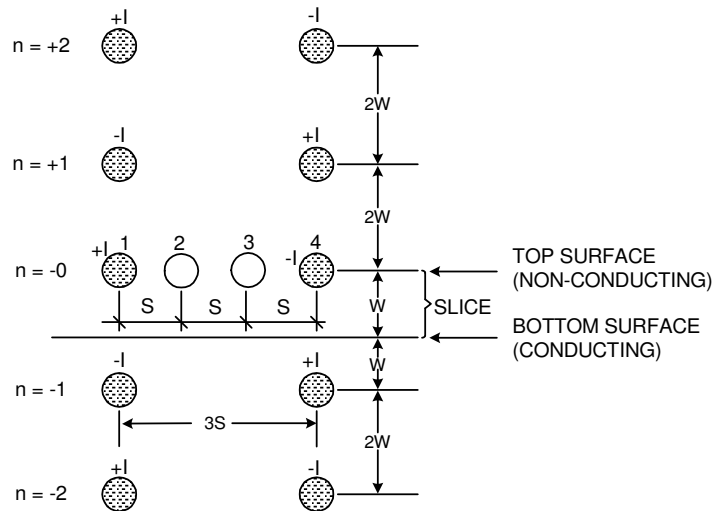 +I -I
n = +2
2W
-I +I
n = +1
2W
+I 1 2 3 -I 4
n = -0
TOP SURFACE
(NON-CONDUCTING)
S S S
W
SLICE
BOTTOM SURFACE
(CONDUCTING)
W
-I +I
n = -1
3S
2W
+I -I
n = -2